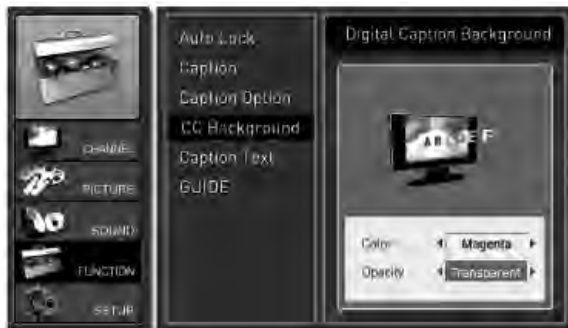 CHANNEL
PICTURE
SOUND
FUNCTION
SETUP
Auto Lock
Caption
Caption Option
CC Background
Caption Text
GUIDE
Digital Caption Background
Color Magenta
Opacity Transparent